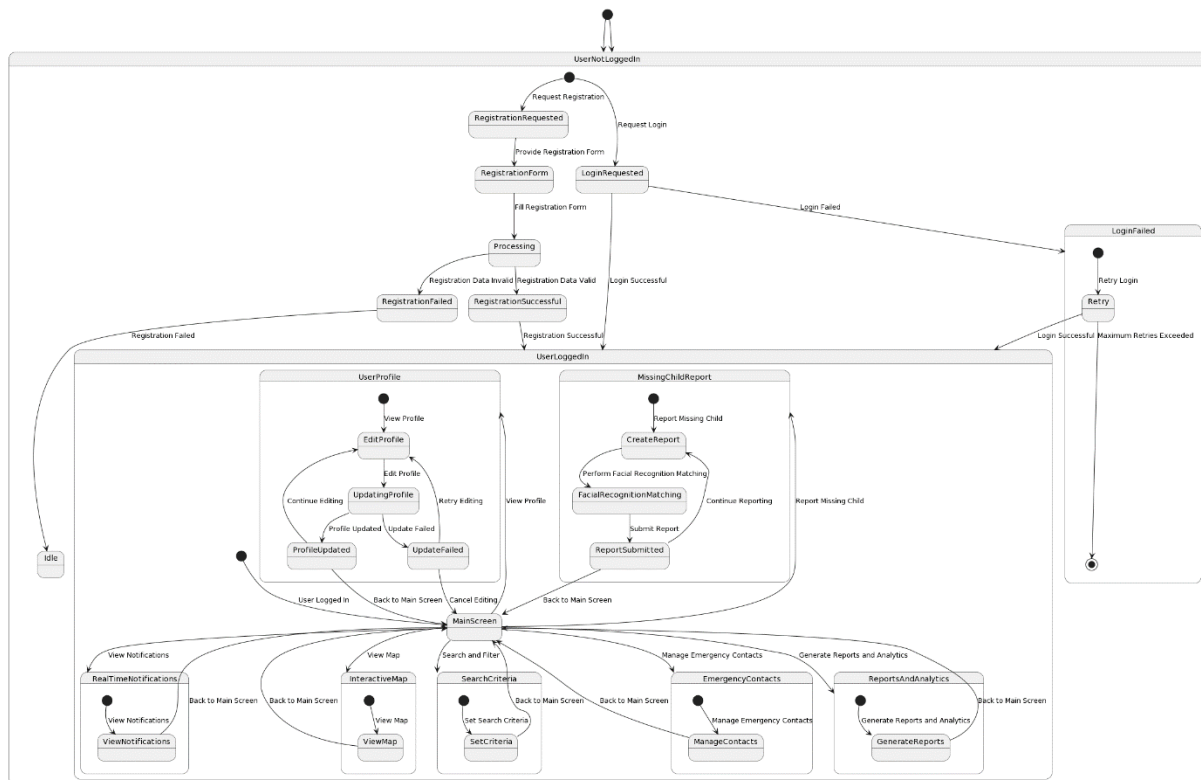 UserNotLoggedIn
Request Registration
RegistrationRequested
Request Login
Provide Registration Form
RegistrationForm
LoginRequested
Fill Registration Form
Login Failed
LoginFailed
Processing
Retry Login
Registration Data Invalid
Registration Data Valid
Login Successful
RegistrationFailed
RegistrationSuccessful
Retry
Registration Failed
Registration Successful
Login Successful
Maximum Retries Exceeded
UserLoggedIn
UserProfile
MissingChildReport
View Profile
Report Missing Child
EditProfile
CreateReport
Edit Profile
Perform Facial Recognition Matching
Continue Editing
UpdatingProfile
Retry Editing
View Profile
FacialRecognitionMatching
Continue Reporting
Report Missing Child
Profile Updated
Update Failed
Submit Report
Idle
ProfileUpdated
UpdateFailed
ReportSubmitted
User Logged In
Back to Main Screen
Cancel Editing
Back to Main Screen
MainScreen
View Notifications
View Map
Search and Filter
Manage Emergency Contacts
Generate Reports and Analytics
RealTimeNotifications
InteractiveMap
SearchCriteria
EmergencyContacts
ReportsAndAnalytics
Back to Main Screen
Back to Main Screen
Back to Main Screen
Back to Main Screen
Back to Main Screen
View Notifications
View Map
Set Search Criteria
Manage Emergency Contacts
Generate Reports and Analytics
ViewNotifications
ViewMap
SetCriteria
ManageContacts
GenerateReports